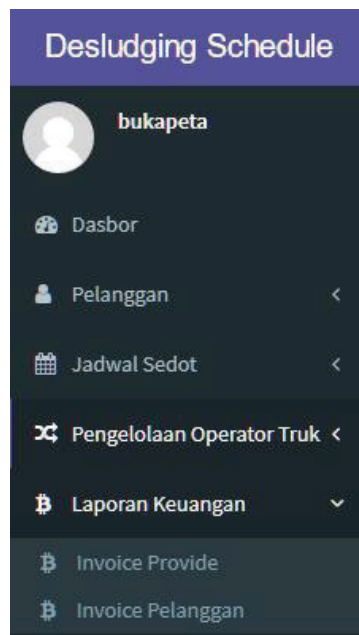 Desludging Schedule
bukapeta
Dasbor
Pelanggan
Jadwal Sedot
Pengelolaan Operator Truk
Laporan Keuangan
Invoice Provide
Invoice Pelanggan